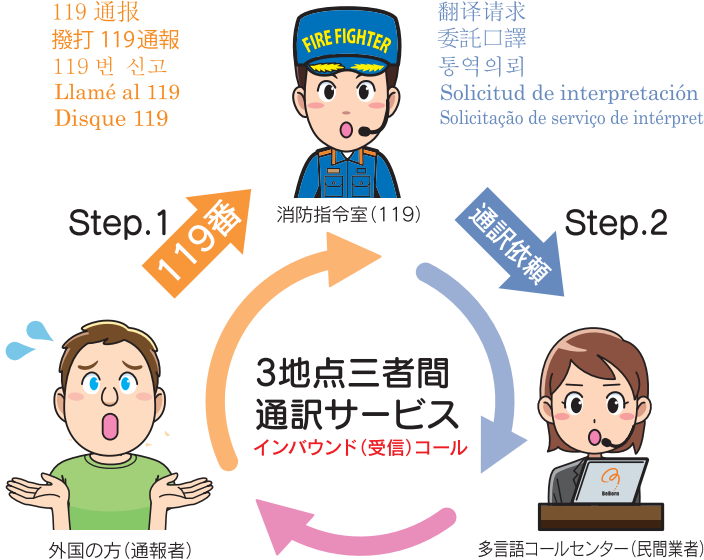 119 通报
撥打 119通報
119 번 신고
Llamé al 119
Disque 119
FIRE FIGHTER
翻译请求
委託口譯
통역의뢰
Solicitud de interpretación
Solicitação de serviço de intérpret
消防指令室(119)
Step.1
119番
通訳依頼
Step.2
3地点三者間
通訳サービス
インバウンド(受信)コール
外国の方(通報者)
多言語コールセンター(民間業者)